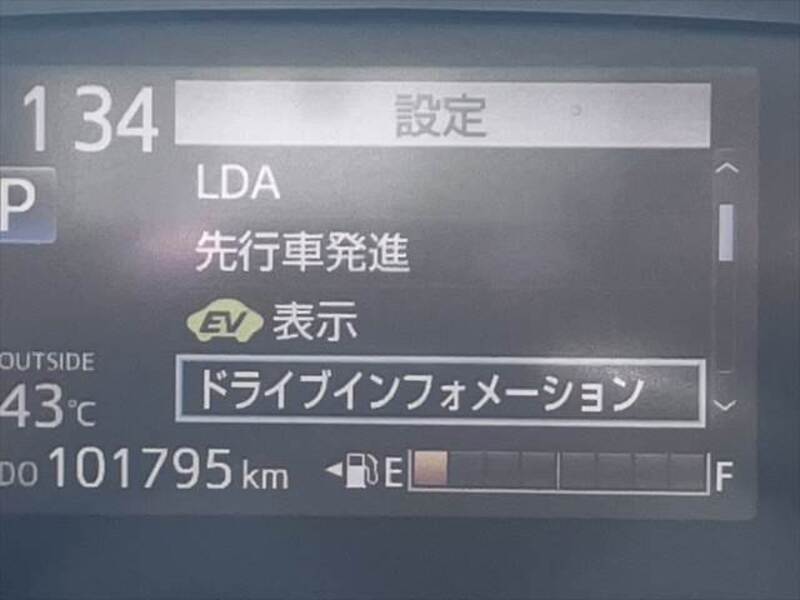 134
設定
LDA
P
先行車発進
EV 表示
OUTSIDE
43℃
ドライブインフォメーション
DO 101795 km
E
F